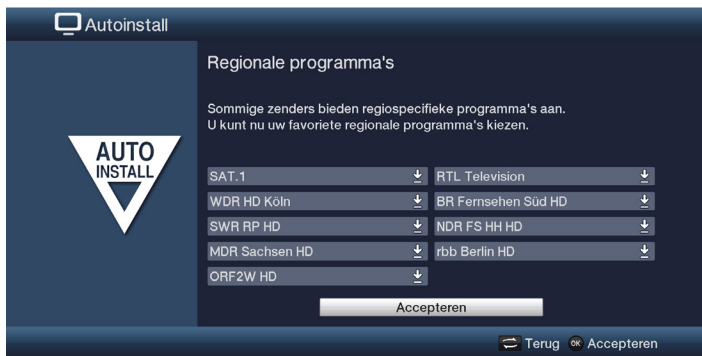 Autoinstall
Regionale programma's
Sommige zenders bieden regiospecifieke programma's aan.
U kunt nu uw favoriete regionale programma's kiezen.
AUTO
INSTALL
SAT.1
RTL Television
WDR HD Köln
BR Fernsehen Süd HD
SWR RP HD
NDR FS HH HD
MDR Sachsen HD
rbb Berlin HD
ORF2W HD
Accepteren
Terug
OK Accepteren